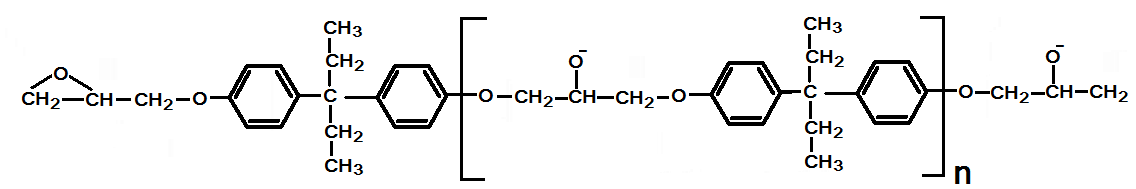 CH₃ CH₃
CH₂ O⁻ CH₂ O⁻
O
CH₂ CH CH₂ O O CH₂ CH CH₂ O O CH₂ CH CH₂
CH₂ CH₂
CH₃ CH₃
n